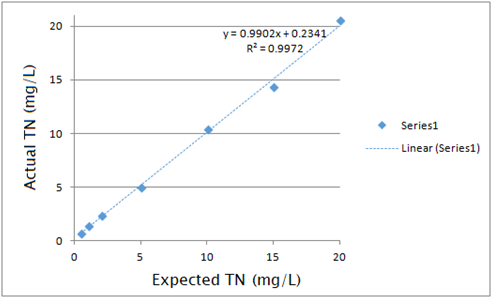 y = 0.9902x + 0.2341
R² = 0.9972
20
15
10
5
0
Actual TN (mg/L)
0 5 10 15 20
Expected TN (mg/L)
Series1
Linear (Series1)